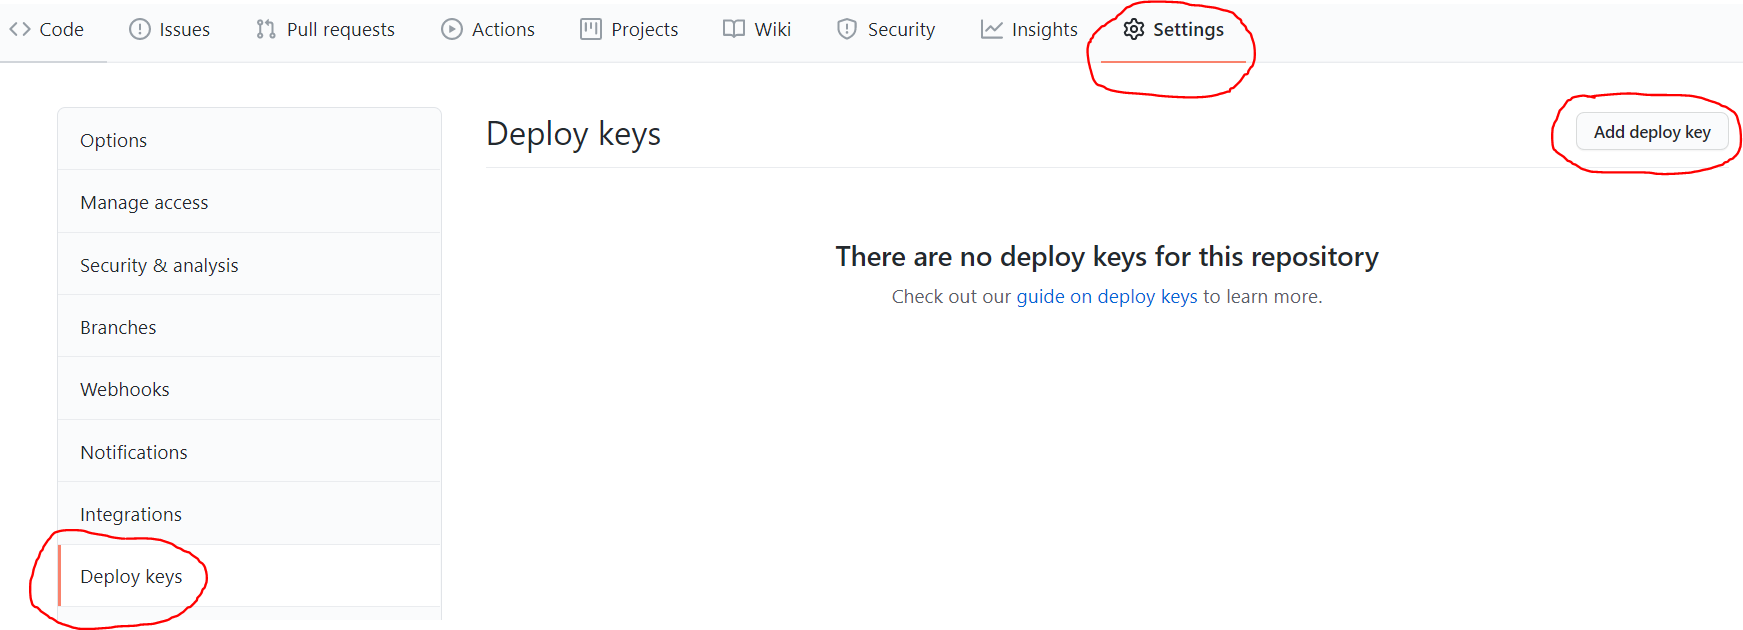 Code Issues Pull requests Actions Projects Wiki Security Insights Settings
Options
Manage access
Security & analysis
Branches
Webhooks
Notifications
Integrations
Deploy keys
Deploy keys
Add deploy key
There are no deploy keys for this repository
Check out our guide on deploy keys to learn more.